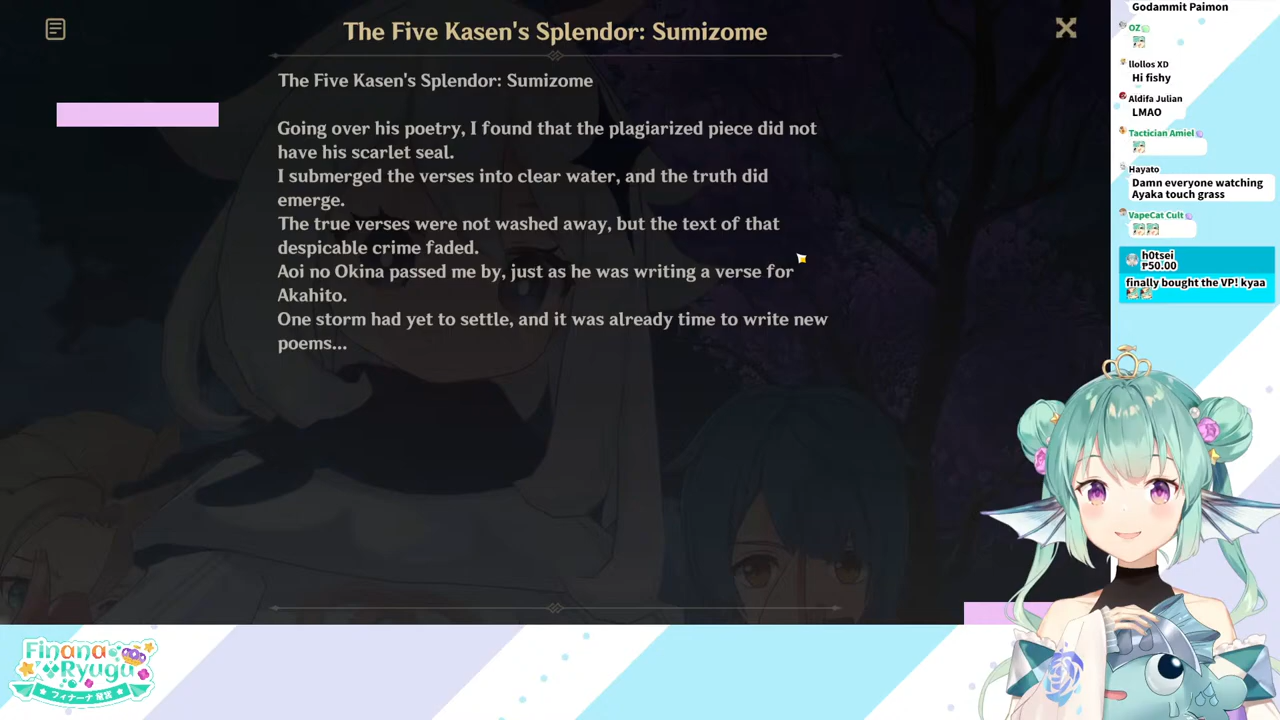 The Five Kasen's Splendor: Sumizome
The Five Kasen's Splendor: Sumizome
Going over his poetry, I found that the plagiarized piece did not
have his scarlet seal.
I submerged the verses into clear water, and the truth did
emerge.
The true verses were not washed away, but the text of that
despicable crime faded.
Aoi no Okina passed me by, just as he was writing a verse for
Akahito.
One storm had yet to settle, and it was already time to write new
poems...
Godammit Paimon
OZ
llollos XD
Hi fishy
Aldifa Julian
LMAO
Tactician Amiel
Hayato
Damn everyone watching
Ayaka touch grass
VapeCat Cult
h0tsei
₱50.00
finally bought the VP! kyaa
Finana
Ryugu
フィナーナ竜宮